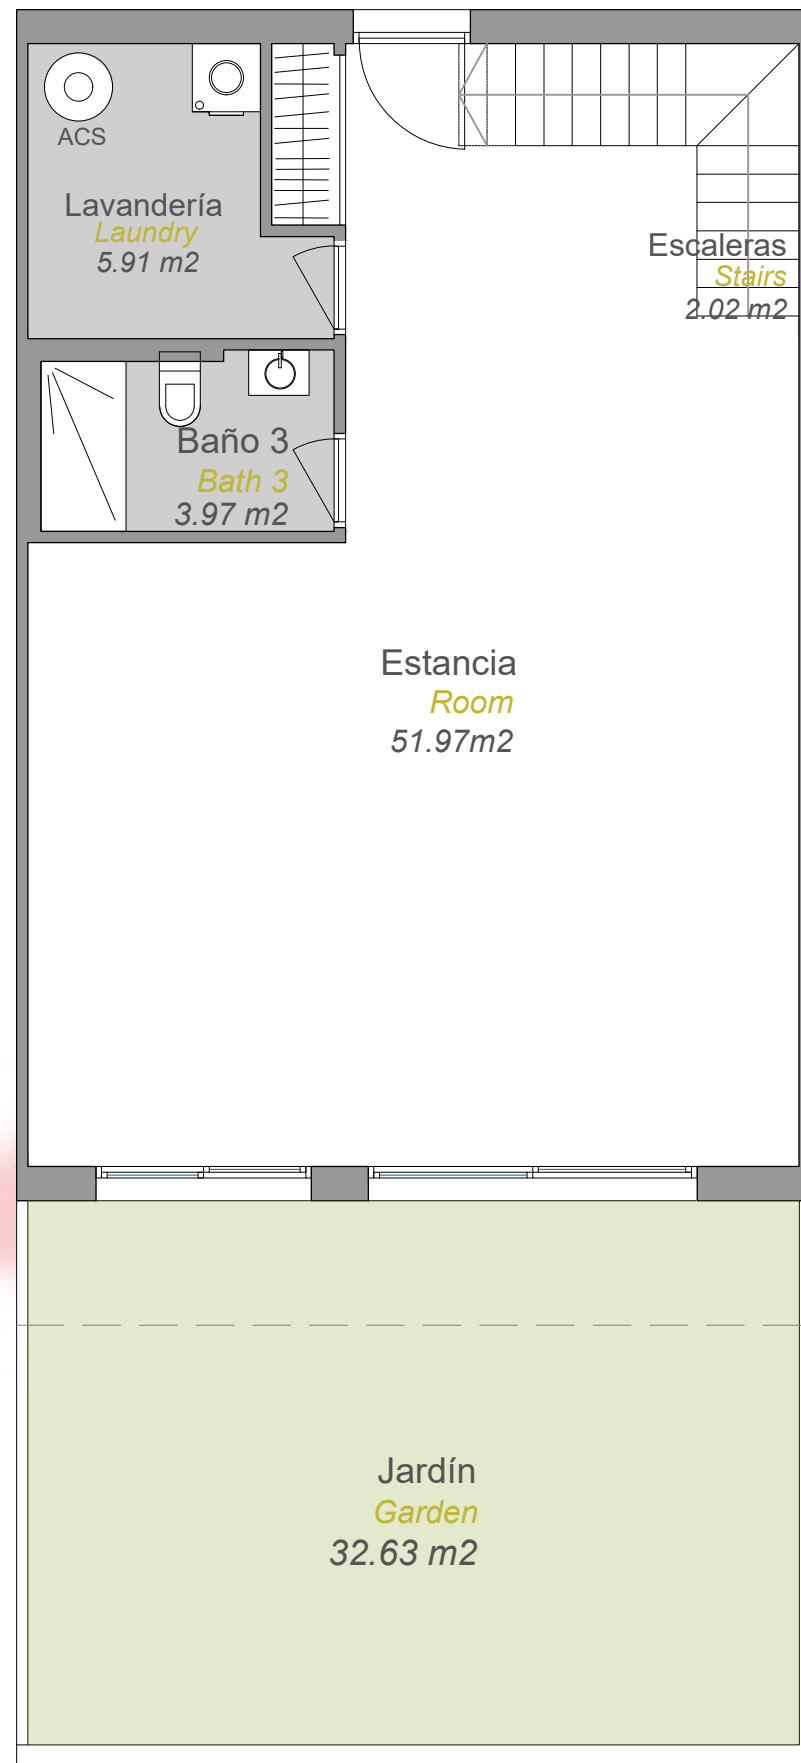 ACS
Lavandería
Laundry
5.91 m2
Escaleras
Stairs
2.02 m2
Baño 3
Bath 3
3.97 m2
Estancia
Room
51.97m2
Jardín
Garden
32.63 m2